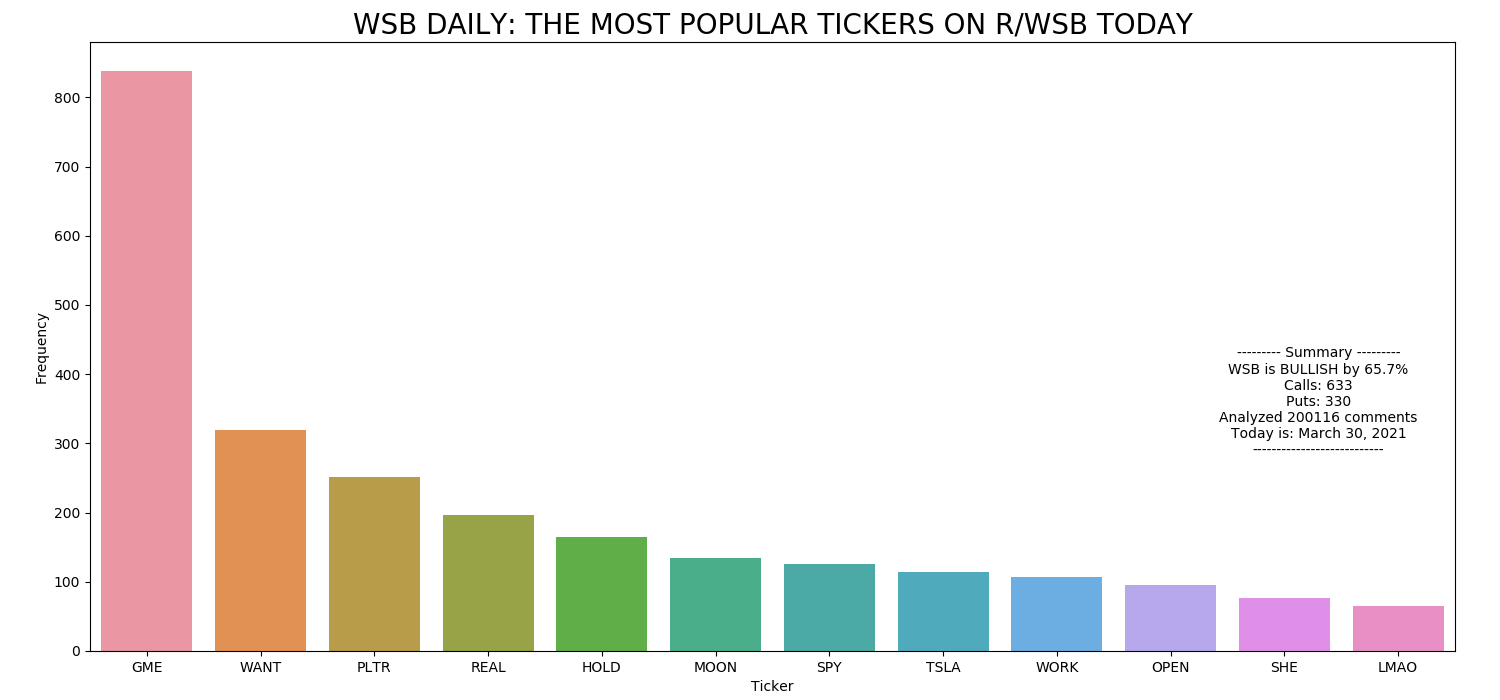 WSB DAILY: THE MOST POPULAR TICKERS ON R/WSB TODAY
800
700
600
500
400
300
200
100
0
Frequency
--------- Summary ---------
WSB is BULLISH by 65.7%
Calls: 633
Puts: 330
Analyzed 200116 comments
Today is: March 30, 2021
---------------------------
GME WANT PLTR REAL HOLD MOON SPY TSLA WORK OPEN SHE LMAO
Ticker